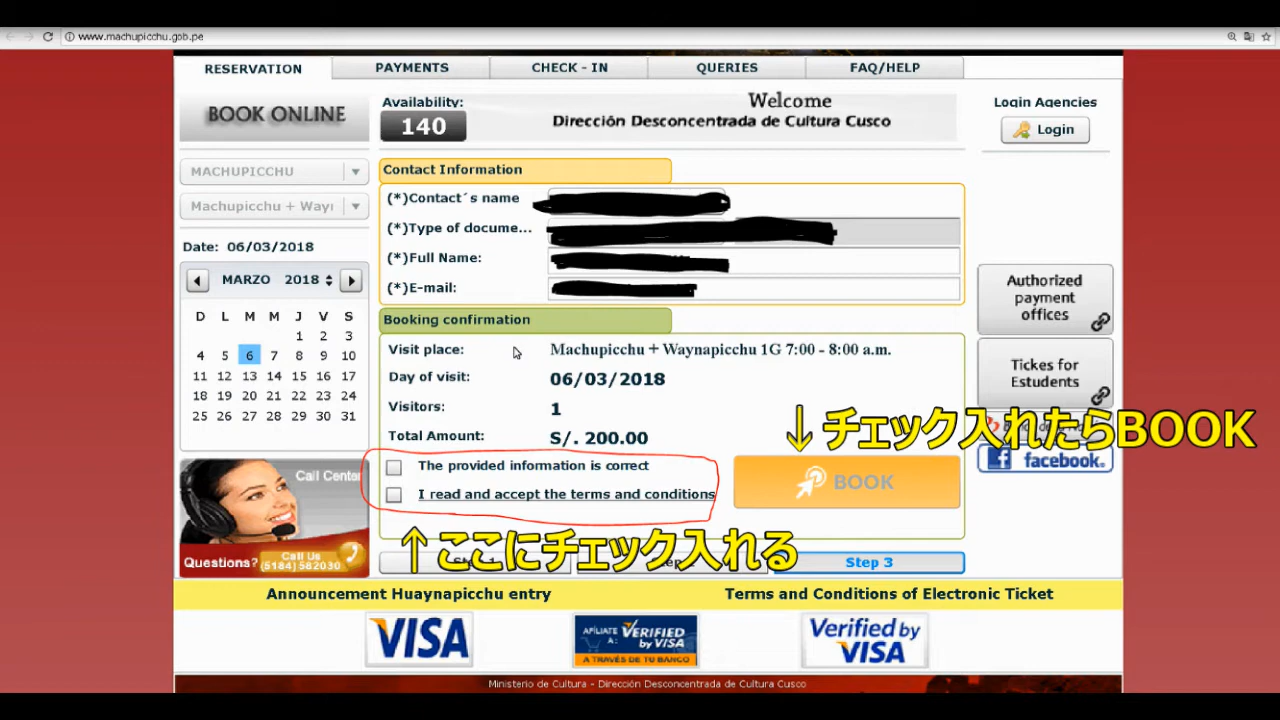 www.machupicchu.gob.pe
RESERVATION
PAYMENTS
CHECK - IN
QUERIES
FAQ/HELP
BOOK ONLINE
Availability:
140
Welcome
Dirección Desconcentrada de Cultura Cusco
Login Agencies
Login
MACHUPICCHU
Machupicchu + Wayr
Date: 06/03/2018
MARZO 2018
D L M M J V S
1 2 3
4 5 6 7 8 9 10
11 12 13 14 15 16 17
18 19 20 21 22 23 24
25 26 27 28 29 30 31
Contact Information
(*)Contact´s name
(*)Type of docume...
(*)Full Name:
(*)E-mail:
Booking confirmation
Visit place: Machupicchu + Waynapicchu 1G 7:00 - 8:00 a.m.
Day of visit: 06/03/2018
Visitors: 1
Total Amount: S/. 200.00
The provided information is correct
I read and accept the terms and conditions
BOOK
Authorized
payment
offices
Tickes for
Estudents
↓チェック入れたらBOOK
facebook.
↑ここにチェック入れる
Step 3
Call Center
Questions?
Call Us
(5184) 582030
Announcement Huaynapicchu entry
Terms and Conditions of Electronic Ticket
VISA
AFÍLIATE A: VERIFIED by VISA
A TRAVÉS DE TU BANCO
Verified by
VISA
Ministerio de Cultura - Dirección Desconcentrada de Cultura Cusco